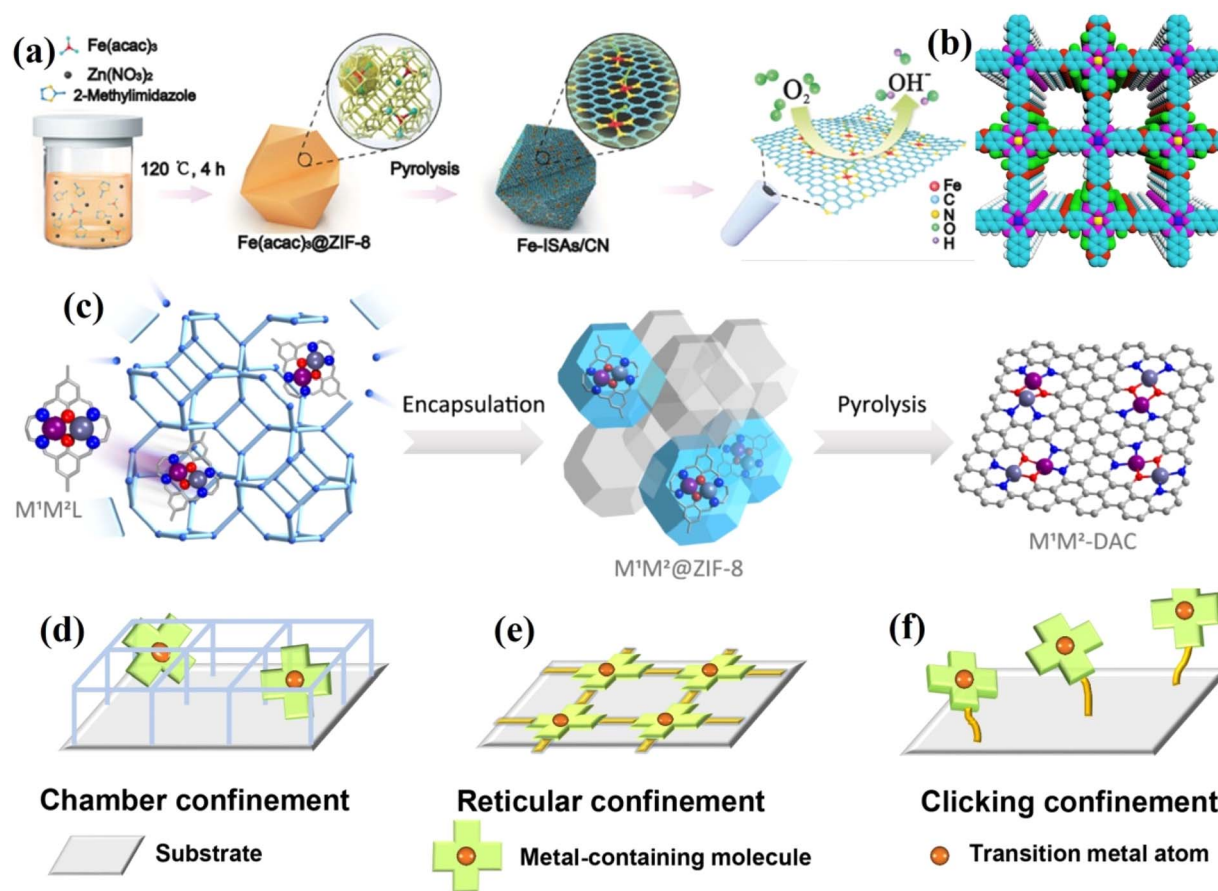 (a)
Fe(acac)₃
Zn(NO₃)₂
2-Methylimidazole
120 ℃, 4 h
Fe(acac)₃@ZIF-8
Pyrolysis
Fe-ISAs/CN
O₂
OH⁻
Fe
C
N
O
H
(b)
(c)
M¹M²L
Encapsulation
M¹M²@ZIF-8
Pyrolysis
M¹M²-DAC
(d)
(e)
(f)
Chamber confinement
Reticular confinement
Clicking confinement
Substrate
Metal-containing molecule
Transition metal atom